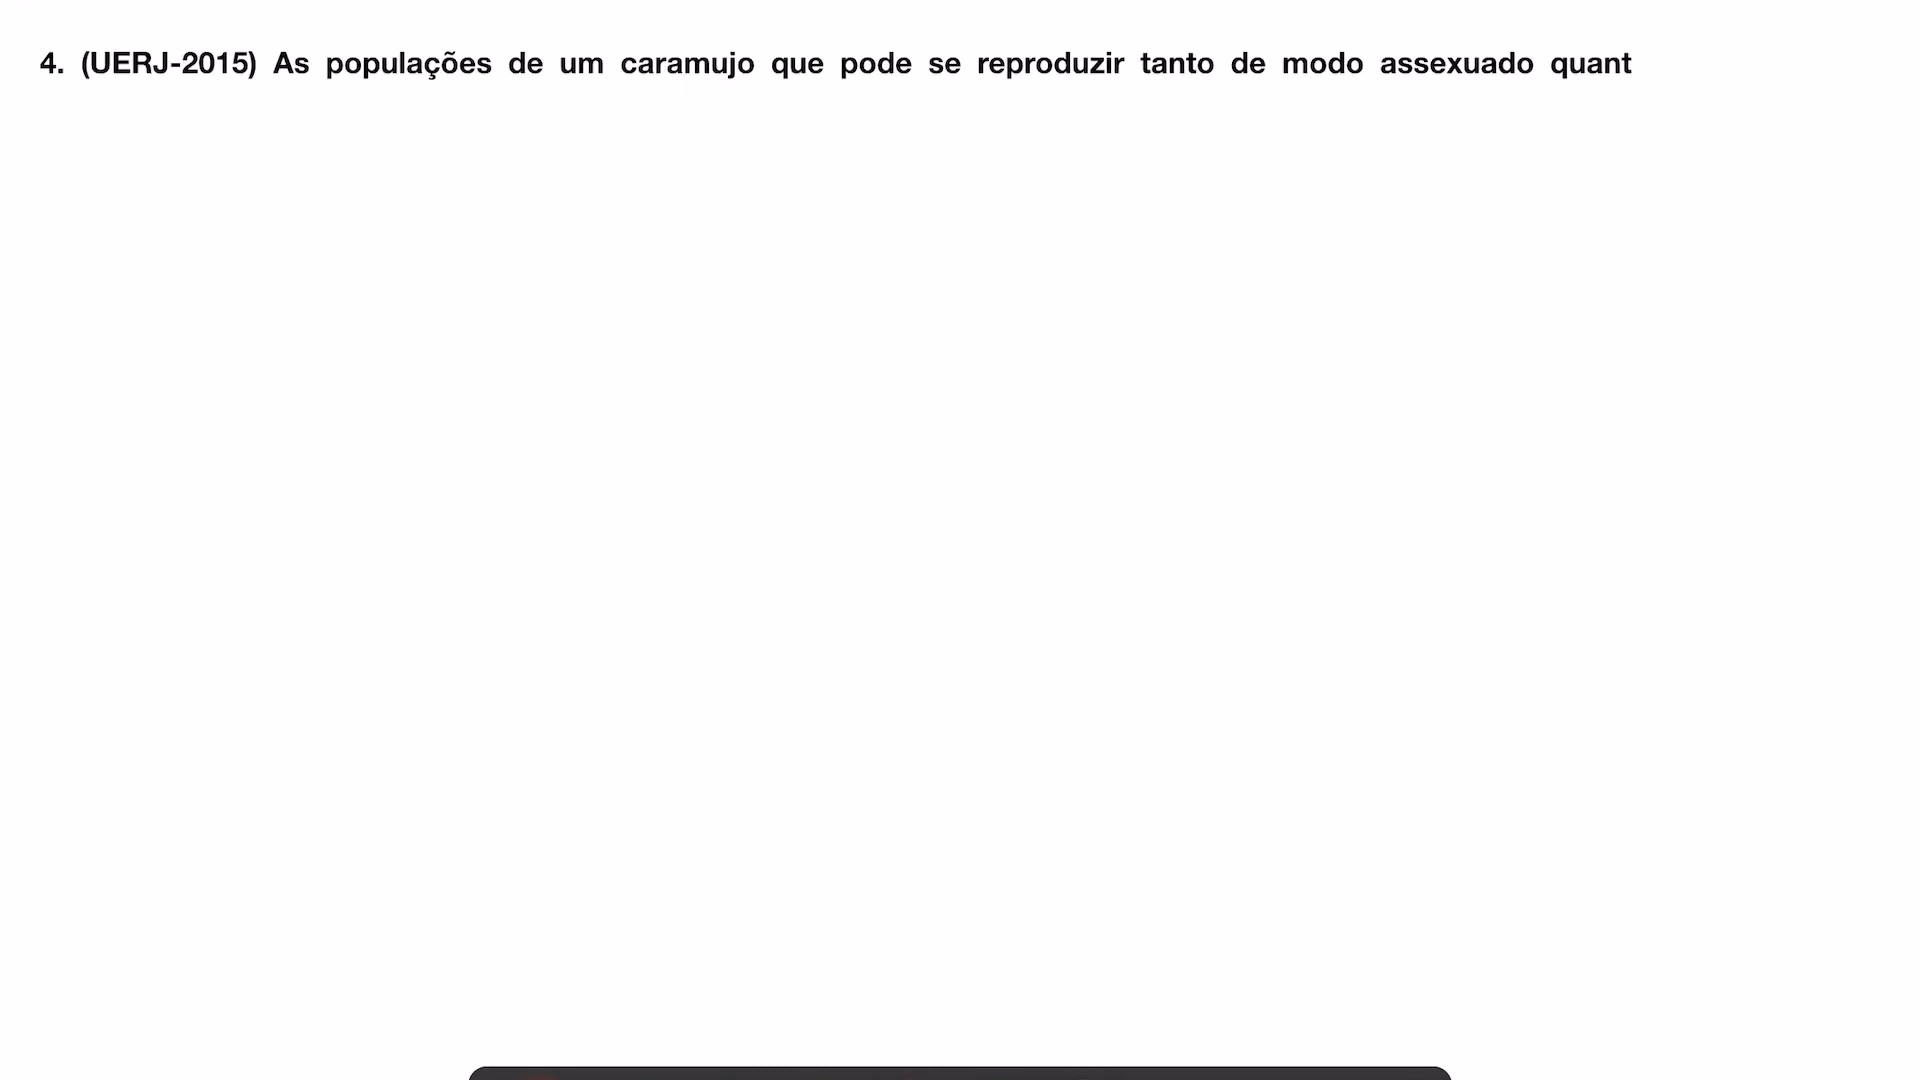 4. (UERJ-2015) As populações de um caramujo que pode se reproduzir tanto de modo assexuado quant